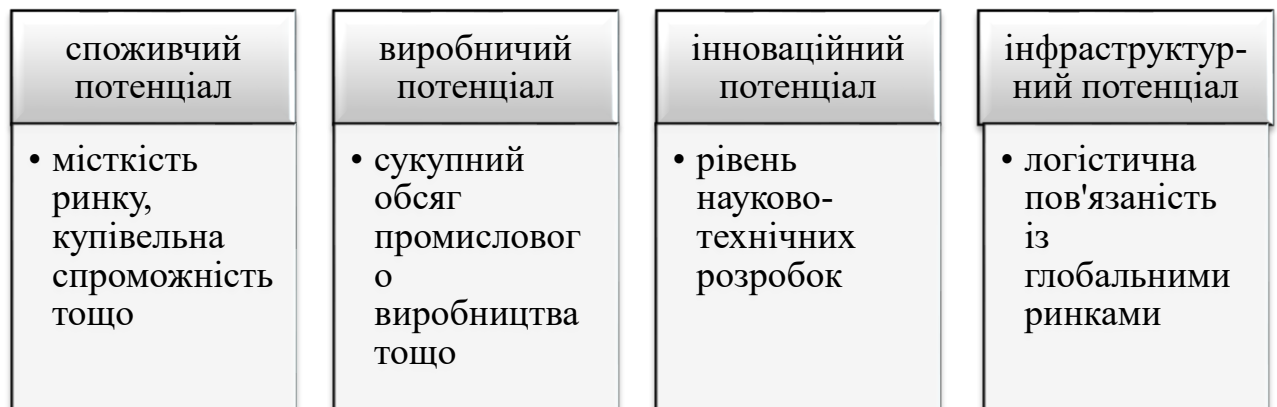 споживчий
потенціал
• місткість
ринку,
купівельна
спроможність
тощо
виробничий
потенціал
• сукупний
обсяг
промисловог
о
виробництва
тощо
інноваційний
потенціал
• рівень
науково-
технічних
розробок
інфраструктур-
ний потенціал
• логістична
пов'язаність
із
глобальними
ринками